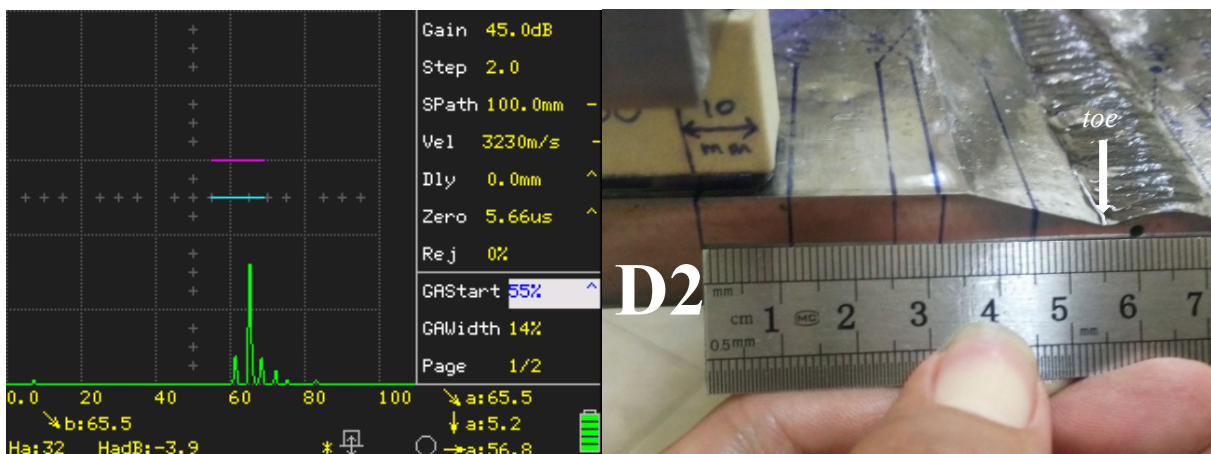 Gain 45.0dB
Step 2.0
SPath 100.0mm
Vel 3230m/s
Dly 0.0mm ^
Zero 5.66us ^
Rej 0%
GAStart 55% ^
GAWidth 14%
Page 1/2
0.0 20 40 60 80 100
a:65.5
b:65.5
a:5.2
Ha:32 HadB:-3.9 * a:56.8
10
mm
toe
D2
mm
cm 1 MC 2 3 4 5 6 7
mm
0.5mm